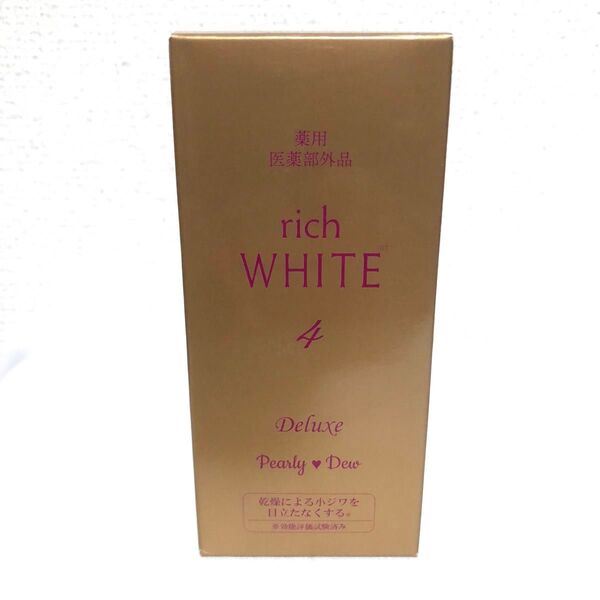 薬用
医薬部外品
rich
WHITE
4
Deluxe
Pearly ♥ Dew
乾燥による小ジワを
目立たなくする。※
※効能評価試験済み